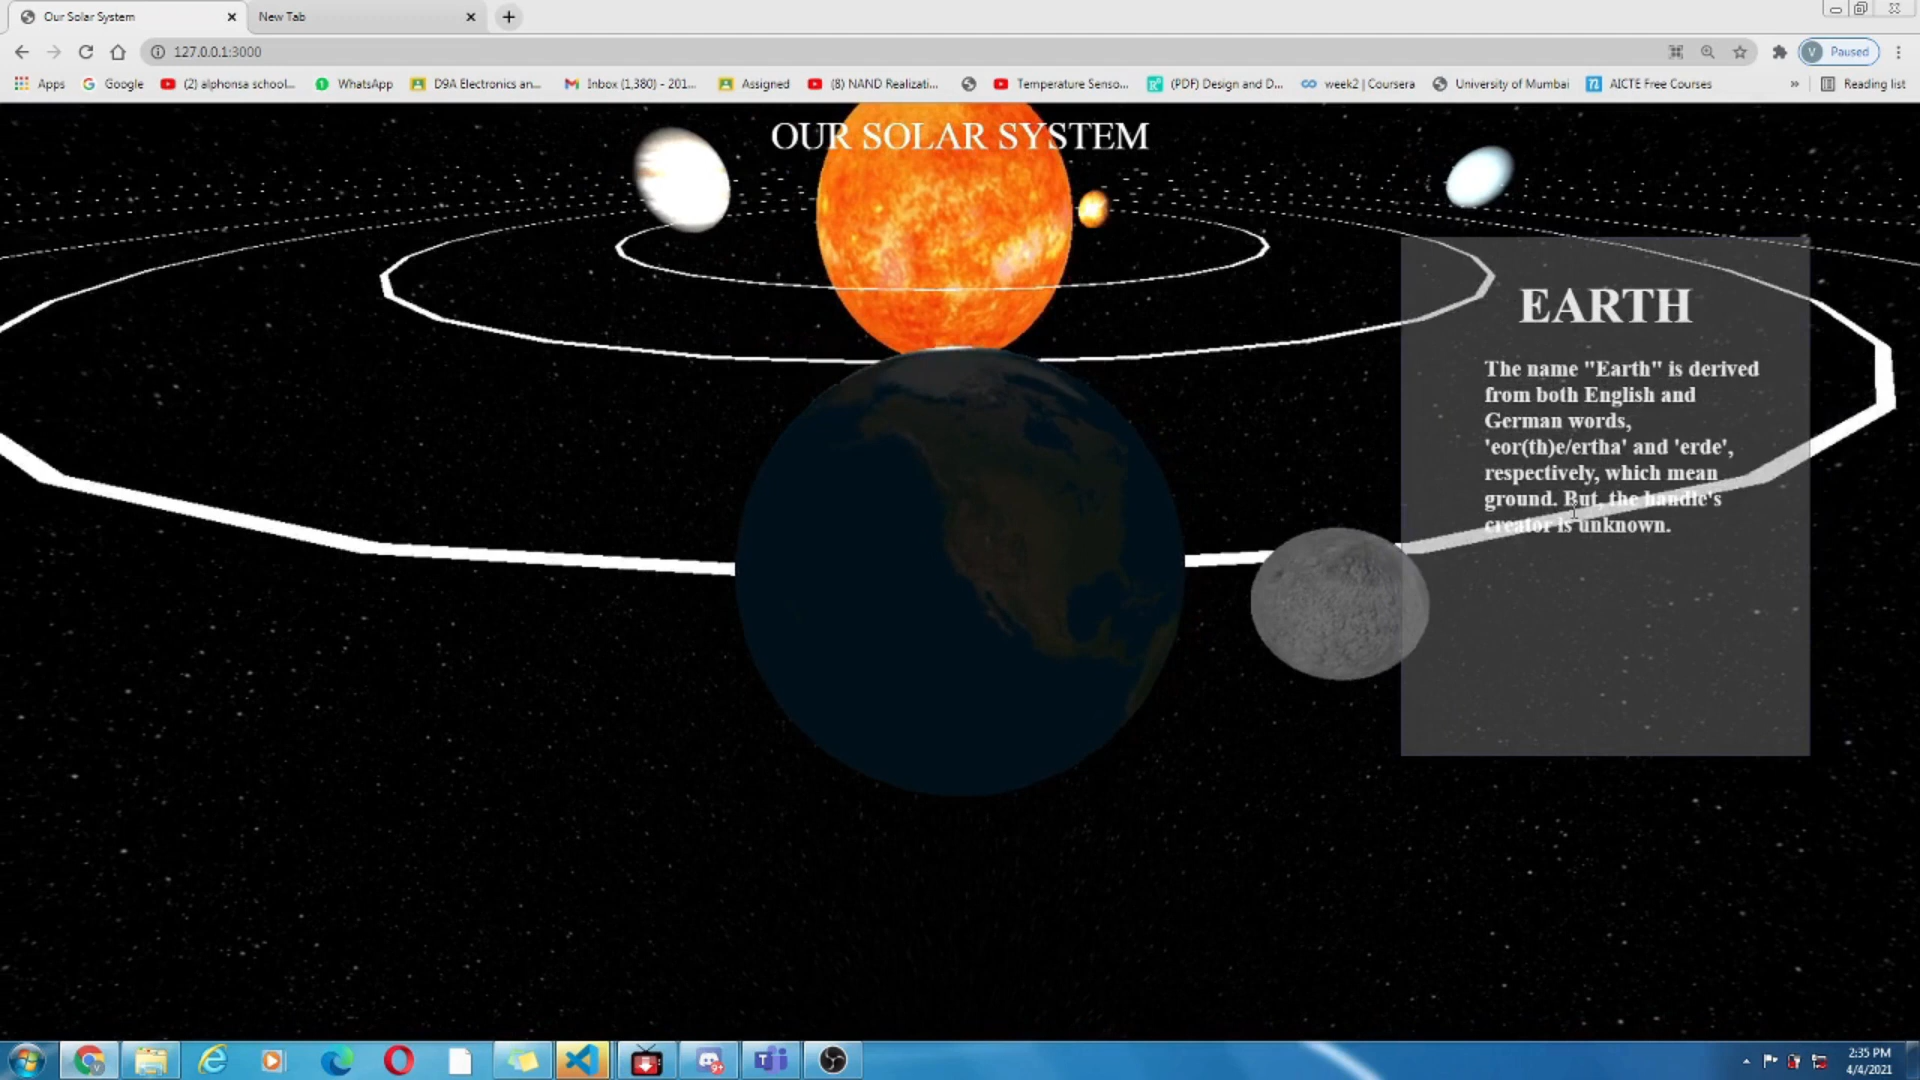 Our Solar System
New Tab
127.0.0.1:3000
V Paused
Apps
Google
(2) alphonsa school...
WhatsApp
D9A Electronics an...
Inbox (1,380) - 201...
Assigned
(8) NAND Realizati...
Temperature Senso...
(PDF) Design and D...
week2 | Coursera
University of Mumbai
AICTE Free Courses
»
Reading list
OUR SOLAR SYSTEM
EARTH
The name "Earth" is derived
from both English and
German words,
'eor(th)e/ertha' and 'erde',
respectively, which mean
ground. But, the handle's
creator is unknown.
2:35 PM
4/4/2021